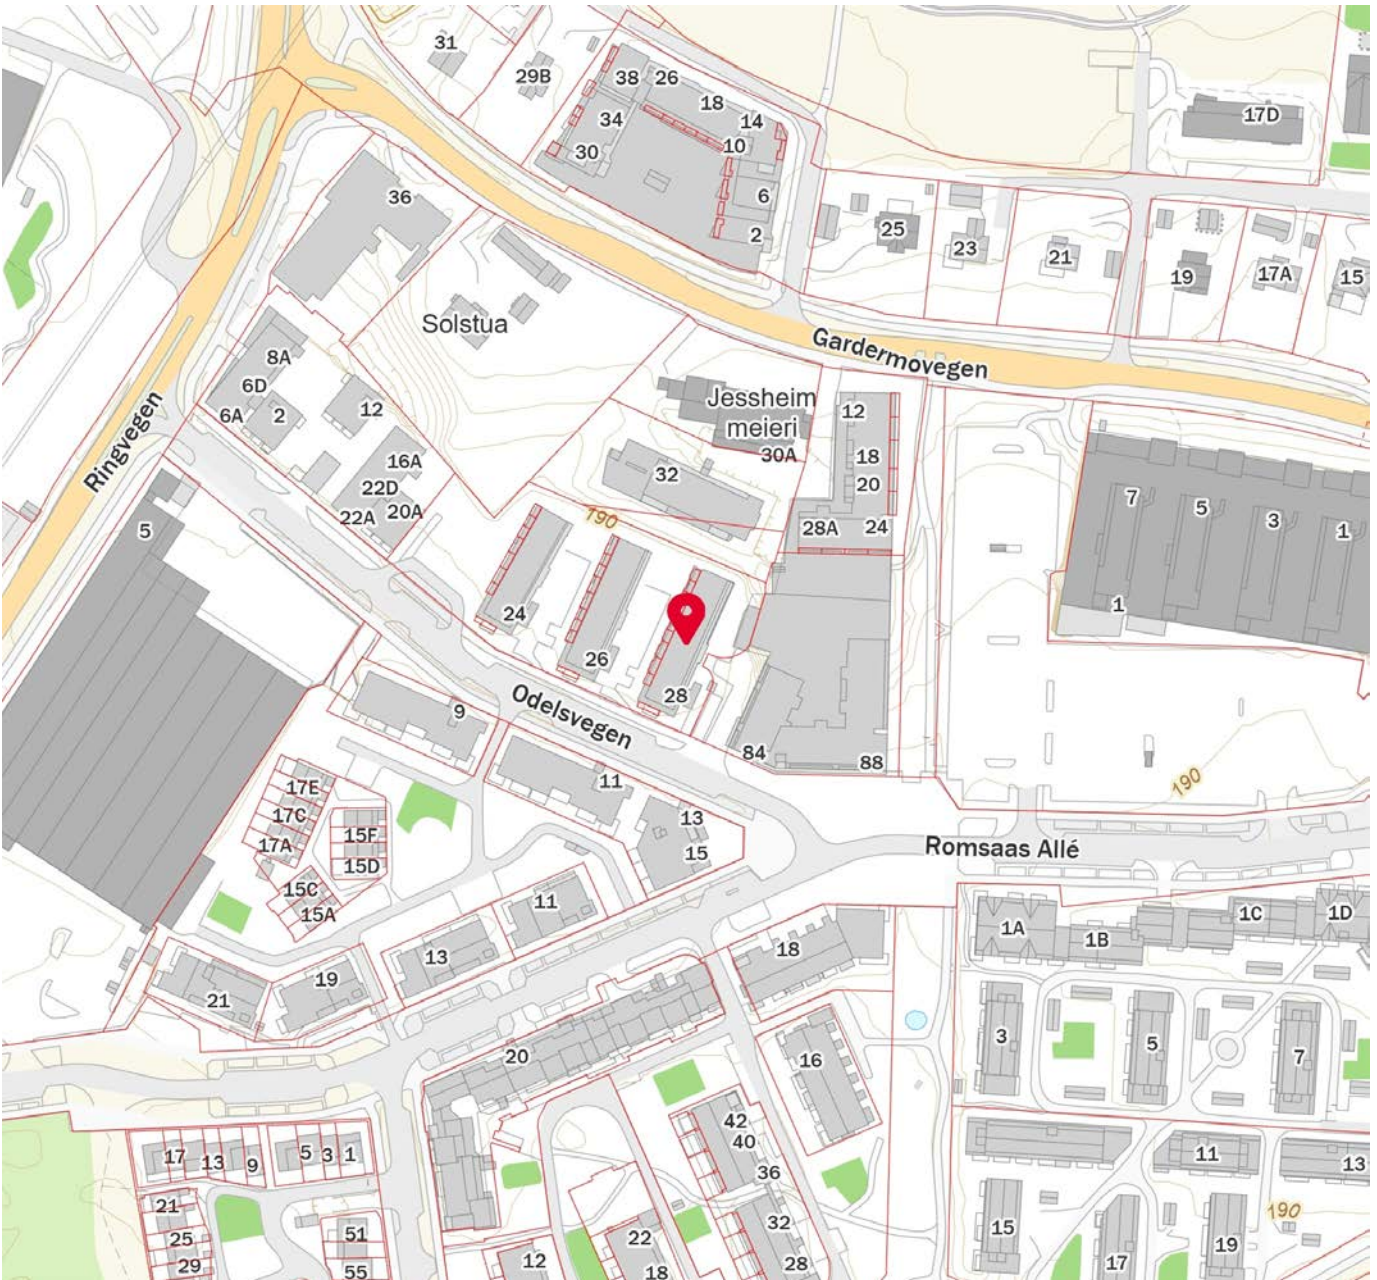 31
29B
38
26
18
14
34
10
30
17D
36
6
2
25
23
21
19
17A
15
Solstua
Gardermovegen
8A
6D
6A
2
12
Jessheim
meieri
30A
12
18
20
Ringvegen
16A
22D
22A
20A
32
190
28A
24
7
5
3
1
1
5
24
26
28
Odelsvegen
9
84
88
190
11
13
15
17E
17C
17A
15F
15D
15C
15A
Romsaas Allé
11
13
18
1A
1B
1C
1D
21
19
20
16
3
5
7
42
40
36
17
13
9
5
3
1
11
13
21
25
29
51
55
32
28
22
18
12
15
17
19
190